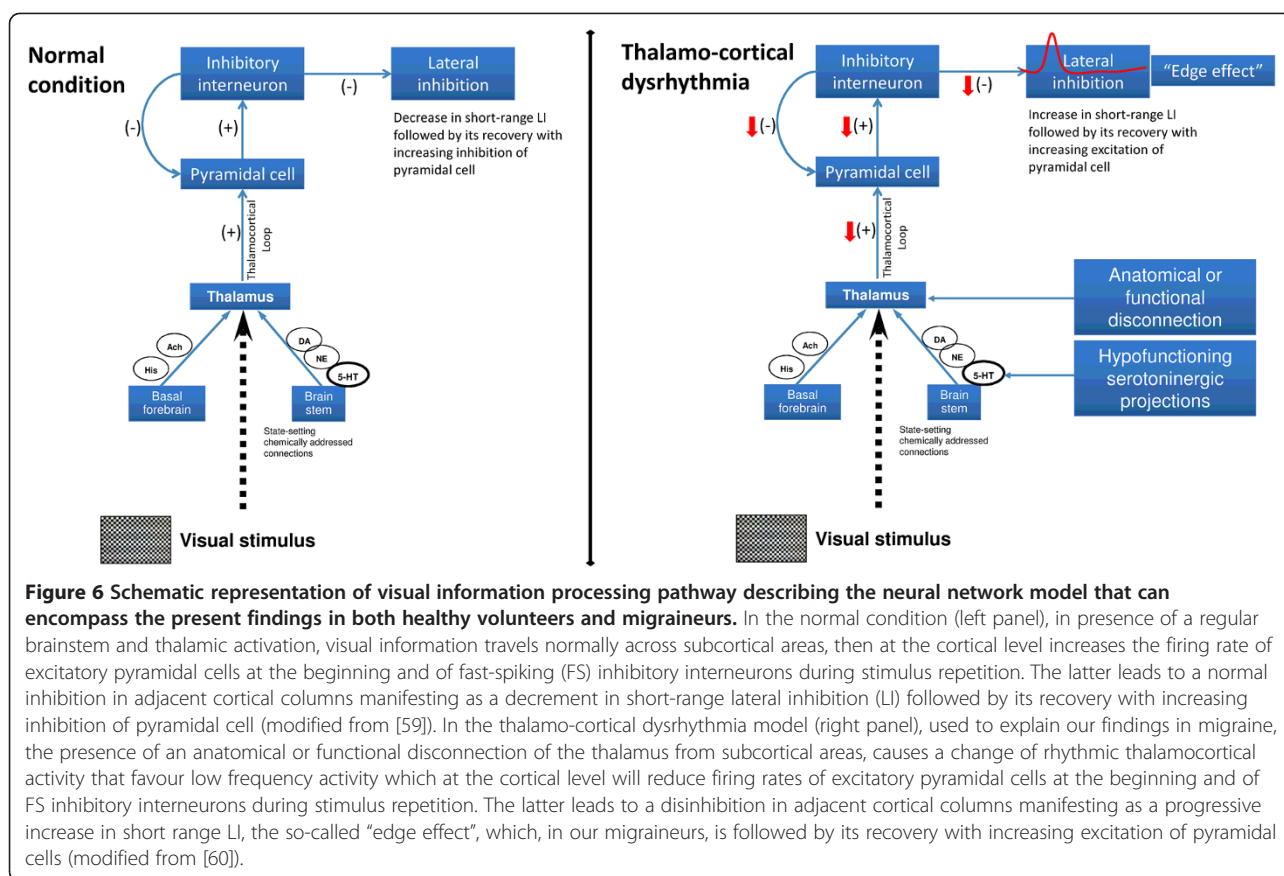 Normal
condition
Inhibitory
interneuron
(-)
Lateral
inhibition
Decrease in short-range LI
followed by its recovery with
increasing inhibition of
pyramidal cell
(-)
(+)
Pyramidal cell
(+)
Thalamocortical
Loop
Thalamus
Ach
His
DA
NE
5-HT
Basal
forebrain
Brain
stem
State-setting
chemically addressed
connections
Visual stimulus
Thalamo-cortical
dysrhythmia
Inhibitory
interneuron
(-)
Lateral
inhibition
“Edge effect”
Increase in short-range LI
followed by its recovery with
increasing excitation of
pyramidal cell
(-)
(+)
Pyramidal cell
(+)
Thalamocortical
Loop
Thalamus
Anatomical or
functional
disconnection
Ach
His
DA
NE
5-HT
Hypofunctioning
serotoninergic
projections
Basal
forebrain
Brain
stem
State-setting
chemically addressed
connections
Visual stimulus
Figure 6 Schematic representation of visual information processing pathway describing the neural network model that can
encompass the present findings in both healthy volunteers and migraineurs. In the normal condition (left panel), in presence of a regular
brainstem and thalamic activation, visual information travels normally across subcortical areas, then at the cortical level increases the firing rate of
excitatory pyramidal cells at the beginning and of fast-spiking (FS) inhibitory interneurons during stimulus repetition. The latter leads to a normal
inhibition in adjacent cortical columns manifesting as a decrement in short-range lateral inhibition (LI) followed by its recovery with increasing
inhibition of pyramidal cell (modified from [59]). In the thalamo-cortical dysrhythmia model (right panel), used to explain our findings in migraine,
the presence of an anatomical or functional disconnection of the thalamus from subcortical areas, causes a change of rhythmic thalamocortical
activity that favour low frequency activity which at the cortical level will reduce firing rates of excitatory pyramidal cells at the beginning and of
FS inhibitory interneurons during stimulus repetition. The latter leads to a disinhibition in adjacent cortical columns manifesting as a progressive
increase in short range LI, the so-called “edge effect”, which, in our migraineurs, is followed by its recovery with increasing excitation of pyramidal
cells (modified from [60]).